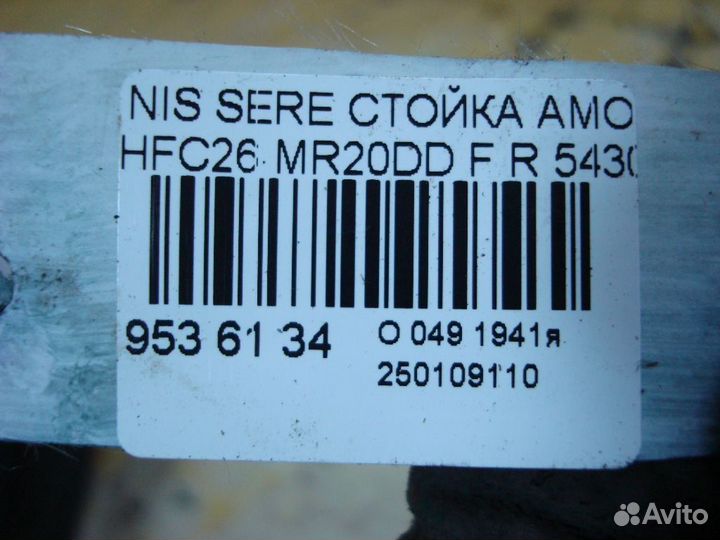 NIS SERE СТОЙКА АМО
HFC26 MR20DD F R 5430
953 61 34
О 049 1941я
250109110
Avito